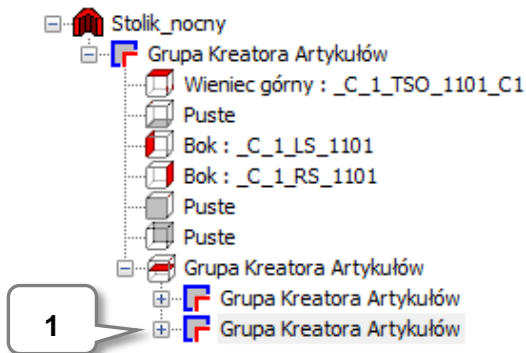 Stolik_nocny
Grupa Kreatora Artykułów
Wieniec górny : _C_1_TSO_1101_C1
Puste
Bok : _C_1_LS_1101
Bok : _C_1_RS_1101
Puste
Puste
Grupa Kreatora Artykułów
Grupa Kreatora Artykułów
1
Grupa Kreatora Artykułów